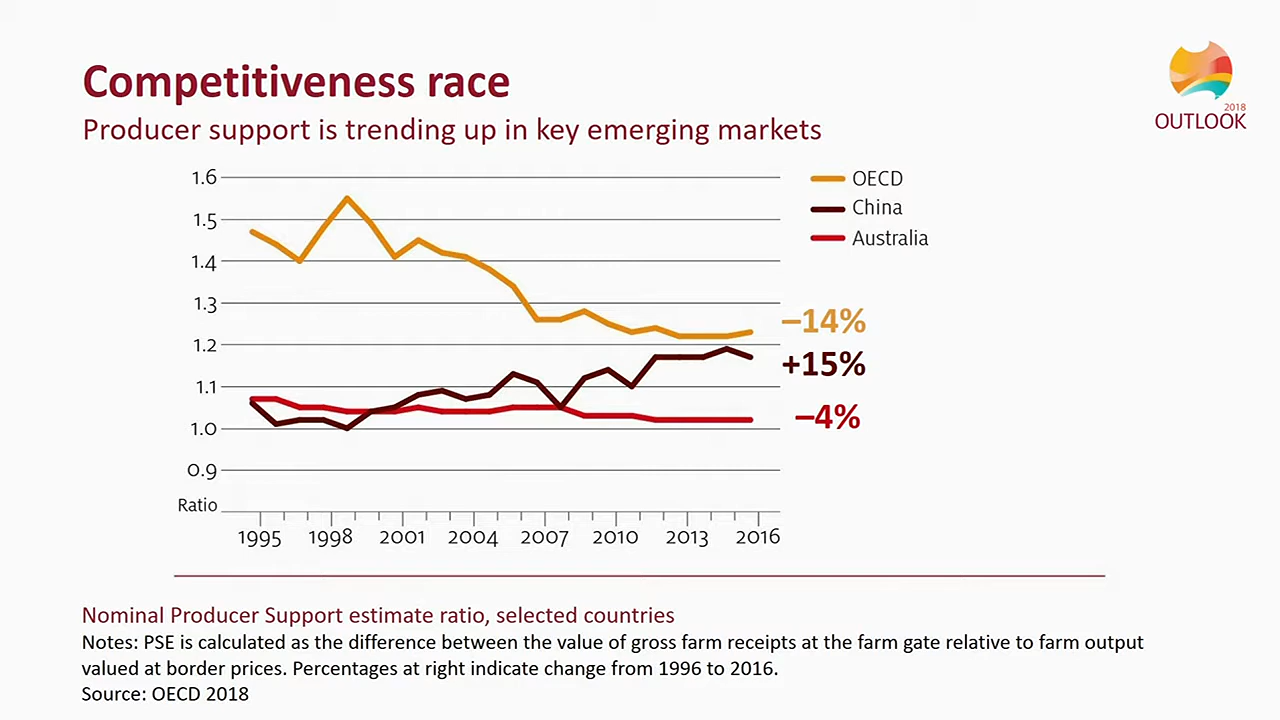 Competitiveness race
Producer support is trending up in key emerging markets
2018
OUTLOOK
1.6
1.5
1.4
1.3
1.2
1.1
1.0
0.9
Ratio
1995 1998 2001 2004 2007 2010 2013 2016
OECD
China
Australia
–14%
+15%
–4%
Nominal Producer Support estimate ratio, selected countries
Notes: PSE is calculated as the difference between the value of gross farm receipts at the farm gate relative to farm output
valued at border prices. Percentages at right indicate change from 1996 to 2016.
Source: OECD 2018